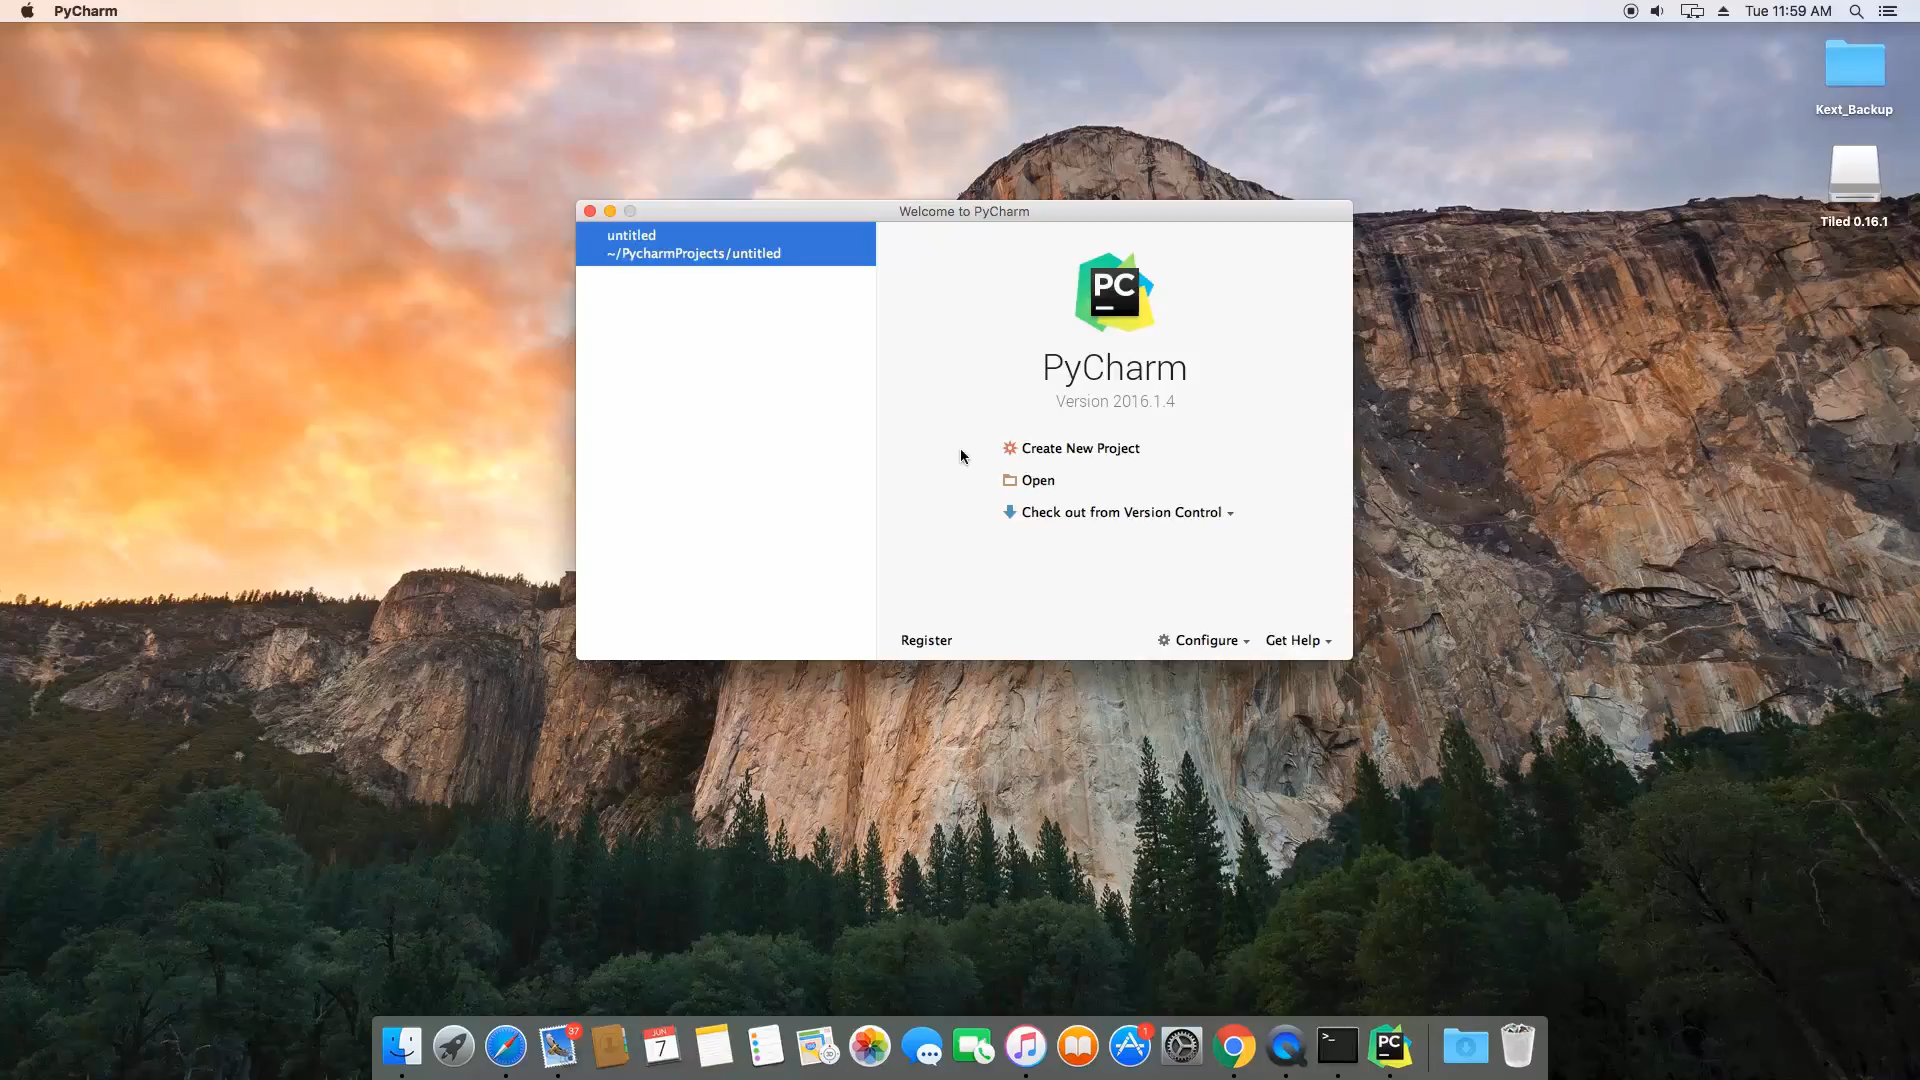 PyCharm
Tue 11:59 AM
Kext_Backup
Tiled 0.16.1
Welcome to PyCharm
untitled
~/PycharmProjects/untitled
PC
PyCharm
Version 2016.1.4
Create New Project
Open
Check out from Version Control
Register
Configure
Get Help
37
JUN
7
1
>_
PC